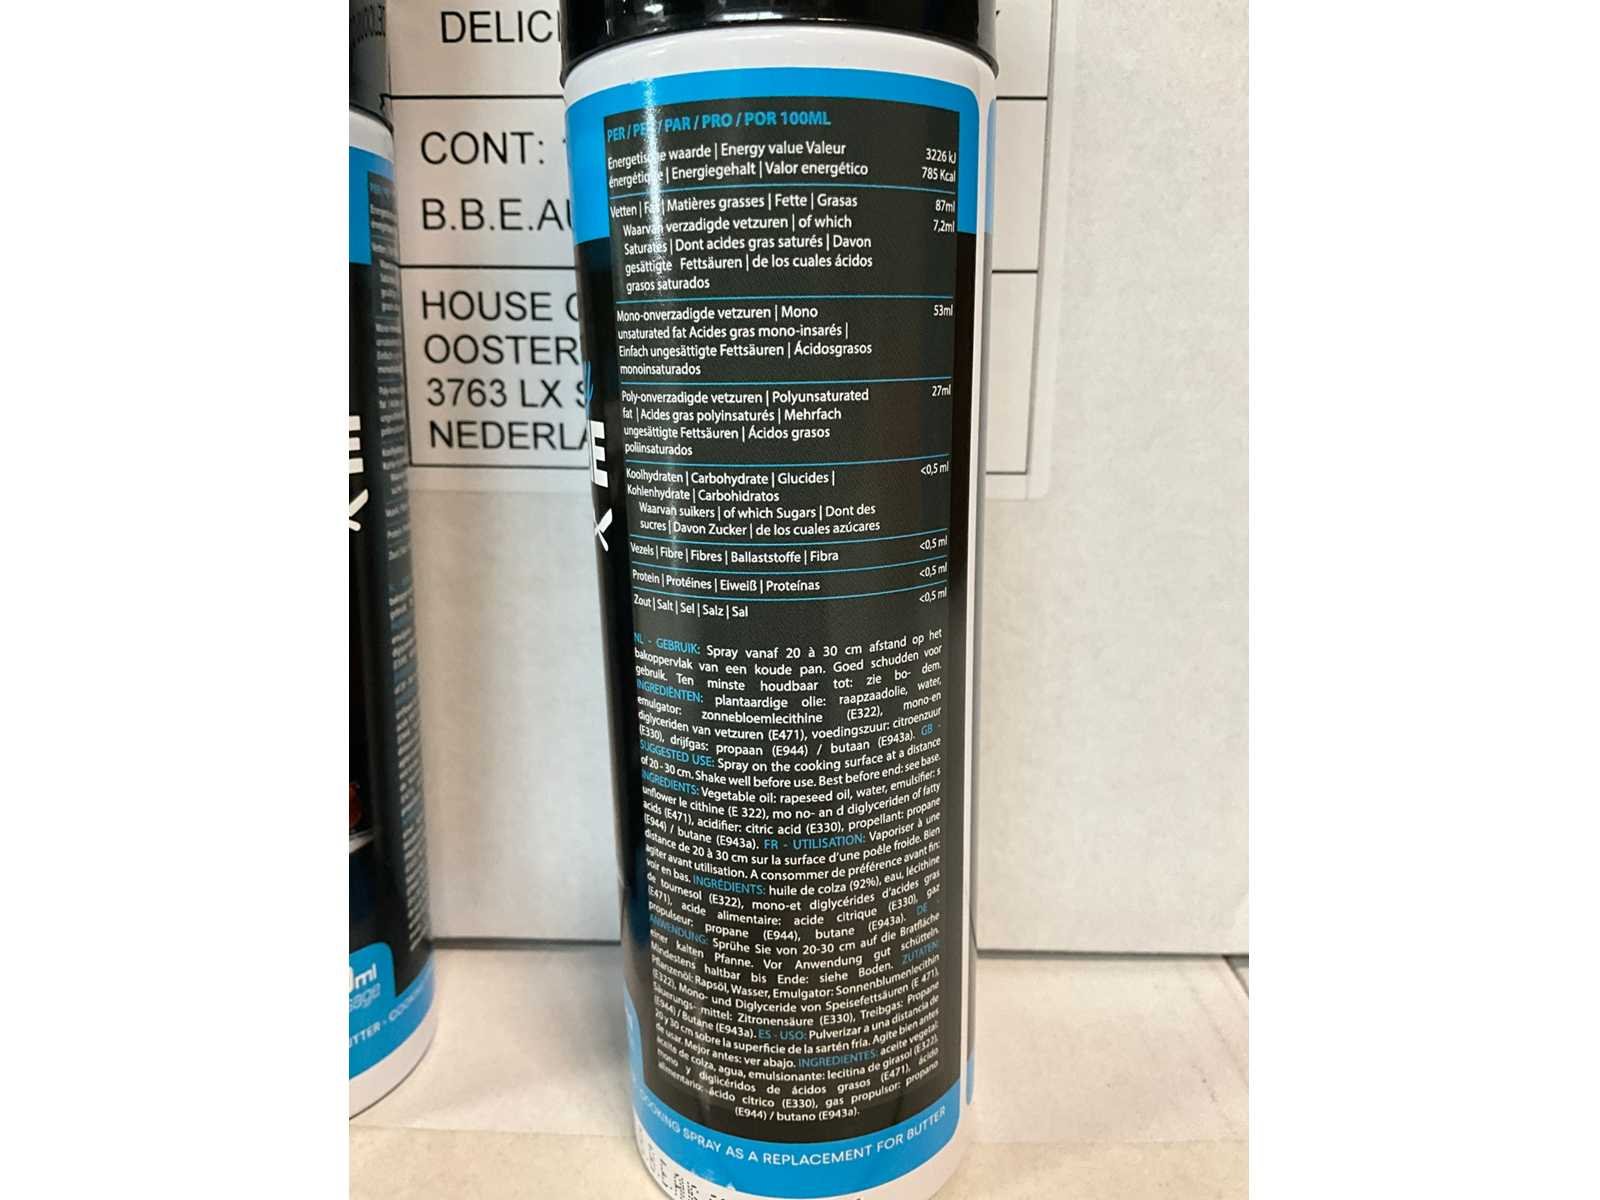 DELICI
CONT:
B.B.E.AU
HOUSE
OOSTER
3763 LX
NEDERLA
PER / PER / PAR / PRO / POR 100ML
Energetische waarde | Energy value Valeur
énergétique | Energiegehalt | Valor energético
3226 kJ
785 Kcal
Vetten | Fat | Matières grasses | Fette | Grasas
87ml
Waarvan verzadigde vetzuren | of which
7,2ml
Saturates | Dont acides gras saturés | Davon
gesättigte Fettsäuren | de los cuales ácidos
grasos saturados
Mono-onverzadigde vetzuren | Mono
53ml
unsaturated fat Acides gras mono-insarés |
Einfach ungesättigte Fettsäuren | Ácidosgrasos
monoinsaturados
Poly-onverzadigde vetzuren | Polyunsaturated
27ml
fat | Acides gras polyinsaturés | Mehrfach
ungesättigte Fettsäuren | Ácidos grasos
poliinsaturados
Koolhydraten | Carbohydrate | Glucides |
<0,5 ml
Kohlenhydrate | Carbohidratos
Waarvan suikers | of which Sugars | Dont des
sucres | Davon Zucker | de los cuales azúcares
Vezels | Fibre | Fibres | Ballaststoffe | Fibra
<0,5 ml
Protein | Protéines | Eiweiß | Proteínas
<0,5 ml
Zout | Salt | Sel | Salz | Sal
<0,5 ml
NL - GEBRUIK: Spray vanaf 20 à 30 cm afstand op het
bakoppervlak van een koude pan. Goed schudden voor
gebruik. Ten minste houdbaar tot: zie bo- dem.
INGREDIËNTEN: plantaardige olie: raapzaadolie, water,
emulgator: zonnebloemlecithine (E322), mono-en
diglyceriden van vetzuren (E471), voedingszuur: citroenzuur
(E330), drijfgas: propaan (E944) / butaan (E943a). GB -
SUGGESTED USE: Spray on the cooking surface at a distance
of 20 - 30 cm. Shake well before use. Best before end: see base.
INGREDIENTS: Vegetable oil: rapeseed oil, water, emulsifier: s
unflower le cithine (E 322), mo no- an d diglyceriden of fatty
acids (E471), acidifier: citric acid (E330), propellant: propane
(E944) / butane (E943a). FR - UTILISATION: Vaporiser à une
distance de 20 à 30 cm sur la surface d'une poêle froide. Bien
agiter avant utilisation. A consommer de préférence avant fin:
voir en bas. INGRÉDIENTS: huile de colza (92%), eau, lécithine
de tournesol (E322), mono-et diglycérides d'acides gras
(E471), acide alimentaire: acide citrique (E330), gaz
propulseur: propane (E944), butane (E943a). DE -
ANWENDUNG: Sprühe Sie von 20-30 cm auf die Bratfläche
einer kalten Pfanne. Vor Anwendung gut schütteln.
Mindestens haltbar bis Ende: siehe Boden. ZUTATEN:
Pflanzenöl: Rapsöl, Wasser, Emulgator: Sonnenblumenlecithin
(E322), Mono- und Diglyceride von Speisefettsäuren (E 471),
Säuerungs- mittel: Zitronensäure (E330), Treibgas: Propane
(E944) / Butane (E943a). ES - USO: Pulverizar a una distancia de
20 y 30 cm sobre la superficie de la sartén fría. Agite bien antes
de usar. Mejor antes: ver abajo. INGREDIENTES: aceite vegetal:
aceite de colza, agua, emulsionante: lecitina de girasol (E322),
mono y diglicéridos de ácidos grasos (E471), ácido
alimentario: ácido cítrico (E330), gas propulsor: propano
(E944) / butano (E943a).
COOKING SPRAY AS A REPLACEMENT FOR BUTTER